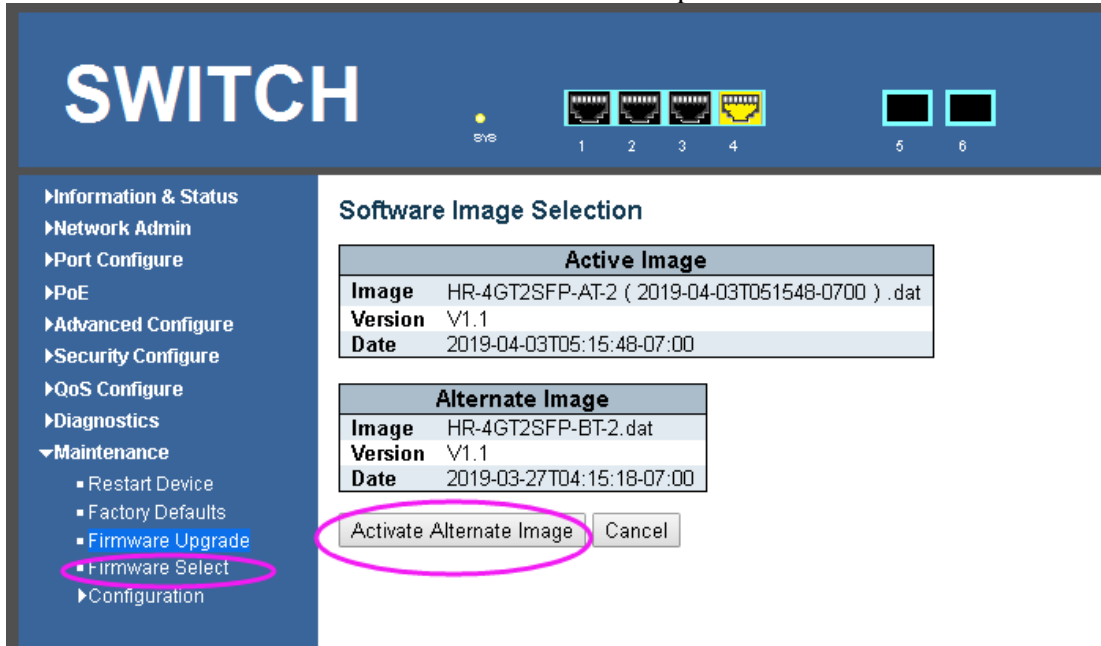 SWITCH
SYS
1 2 3 4 5 6
Information & Status
Network Admin
Port Configure
PoE
Advanced Configure
Security Configure
QoS Configure
Diagnostics
Maintenance
Restart Device
Factory Defaults
Firmware Upgrade
Firmware Select
Configuration
Software Image Selection
Active Image
Image HR-4GT2SFP-AT-2 ( 2019-04-03T051548-0700 ) .dat
Version V1.1
Date 2019-04-03T05:15:48-07:00
Alternate Image
Image HR-4GT2SFP-BT-2.dat
Version V1.1
Date 2019-03-27T04:15:18-07:00
Activate Alternate Image Cancel